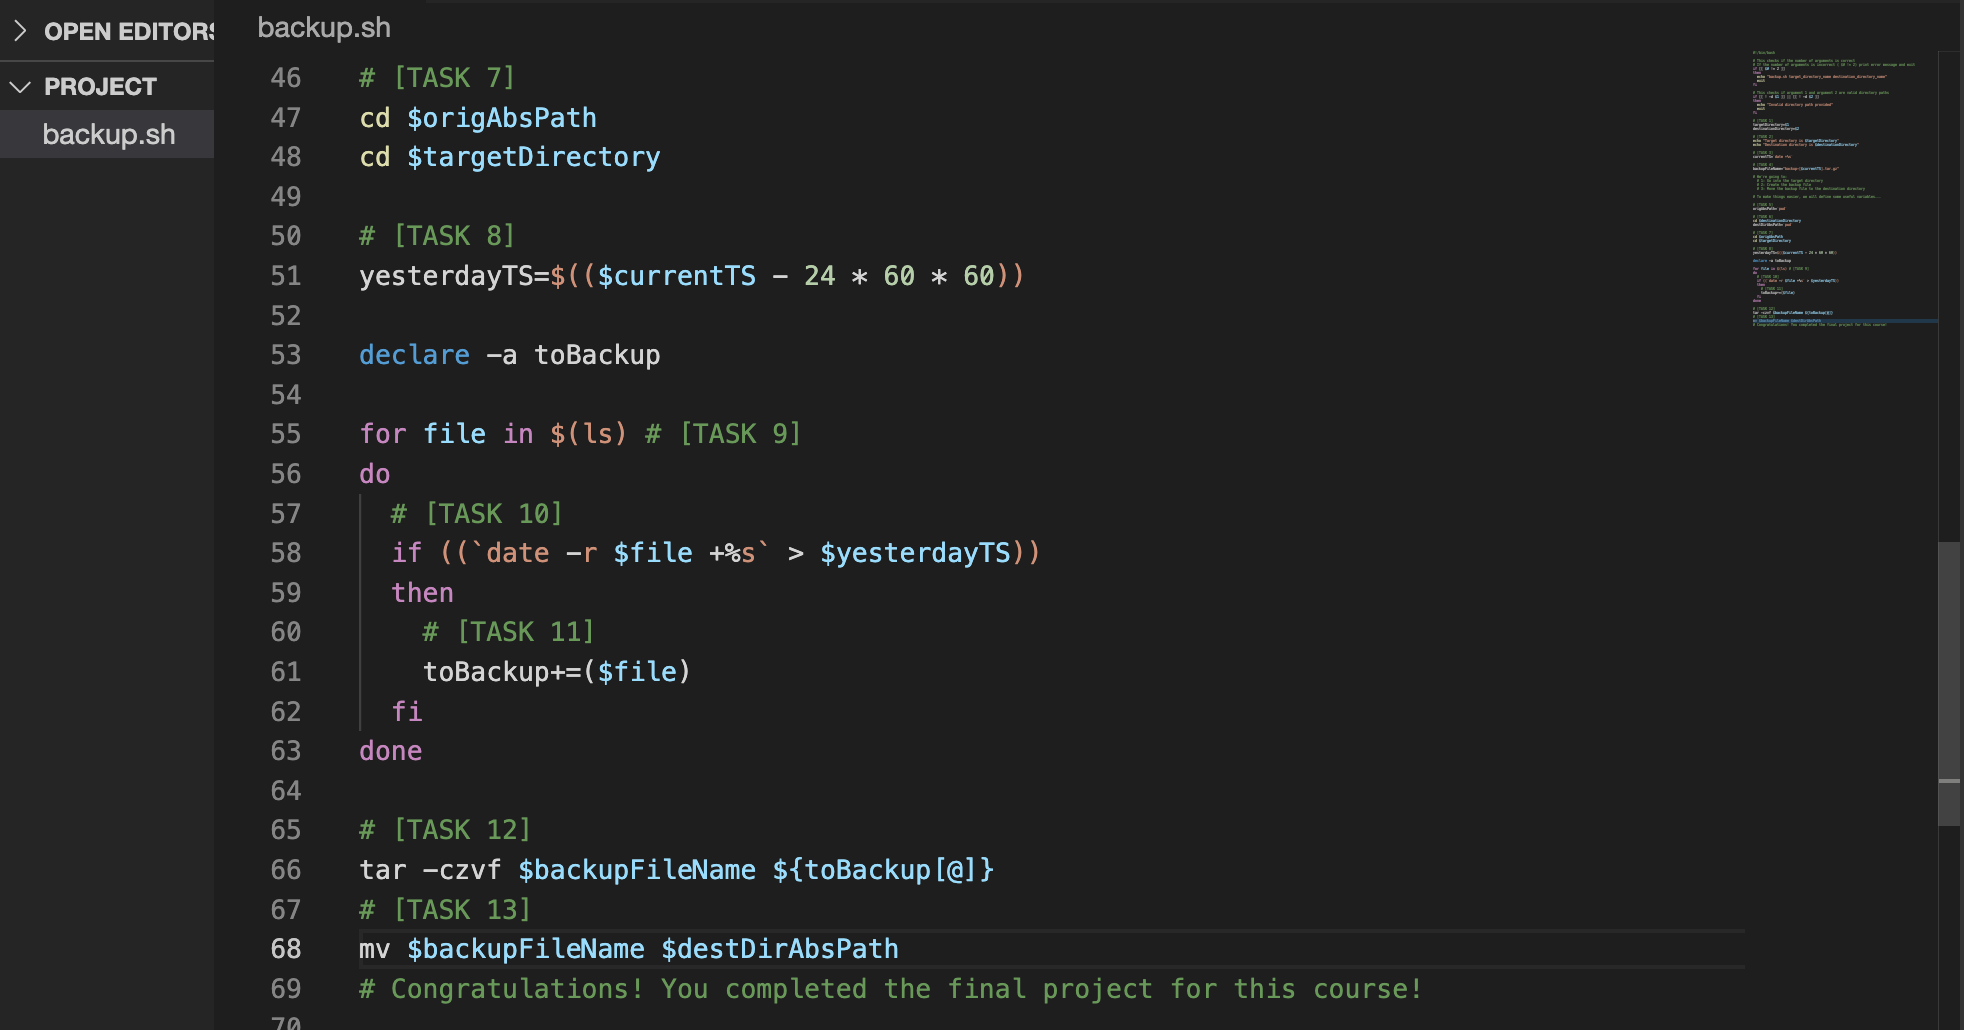 OPEN EDITORS
PROJECT
backup.sh
backup.sh
46 # [TASK 7]
47 cd $origAbsPath
48 cd $targetDirectory
49
50 # [TASK 8]
51 yesterdayTS=$(($currentTS - 24 * 60 * 60))
52
53 declare -a toBackup
54
55 for file in $(ls) # [TASK 9]
56 do
57 # [TASK 10]
58 if ((`date -r $file +%s` > $yesterdayTS))
59 then
60 # [TASK 11]
61 toBackup+=($file)
62 fi
63 done
64
65 # [TASK 12]
66 tar -czvf $backupFileName ${toBackup[@]}
67 # [TASK 13]
68 mv $backupFileName $destDirAbsPath
69 # Congratulations! You completed the final project for this course!
70